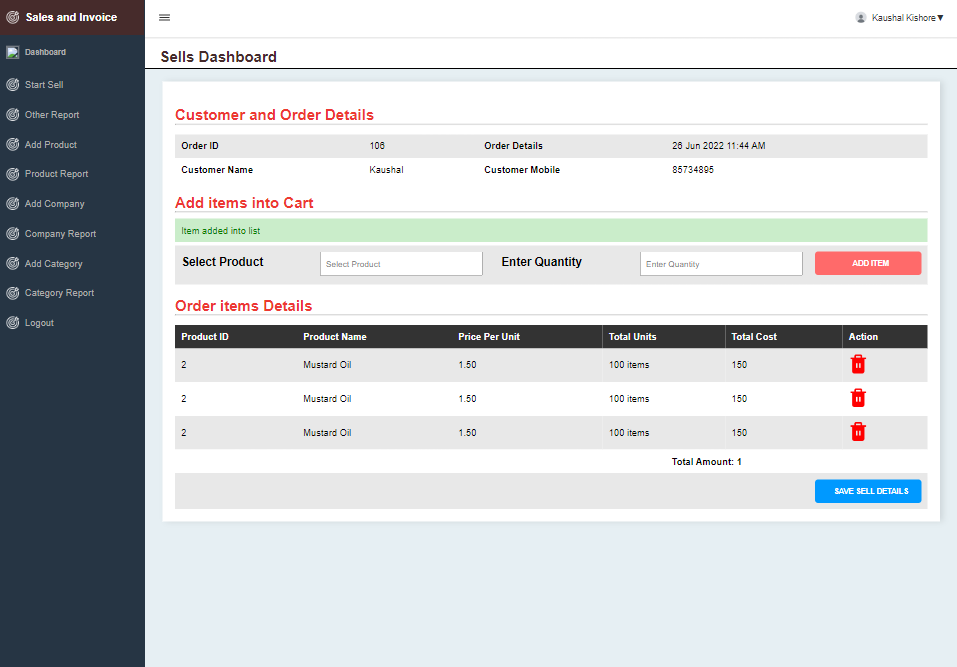 Sales and Invoice
Kaushal Kishore▼
Dashboard
Start Sell
Other Report
Add Product
Product Report
Add Company
Company Report
Add Category
Category Report
Logout
Sells Dashboard
Customer and Order Details
Order ID 106 Order Details 26 Jun 2022 11:44 AM
Customer Name Kaushal Customer Mobile 85734895
Add items into Cart
Item added into list
Select Product Select Product Enter Quantity Enter Quantity ADD ITEM
Order items Details
Product ID Product Name Price Per Unit Total Units Total Cost Action
2 Mustard Oil 1.50 100 items 150
2 Mustard Oil 1.50 100 items 150
2 Mustard Oil 1.50 100 items 150
Total Amount: 1
SAVE SELL DETAILS